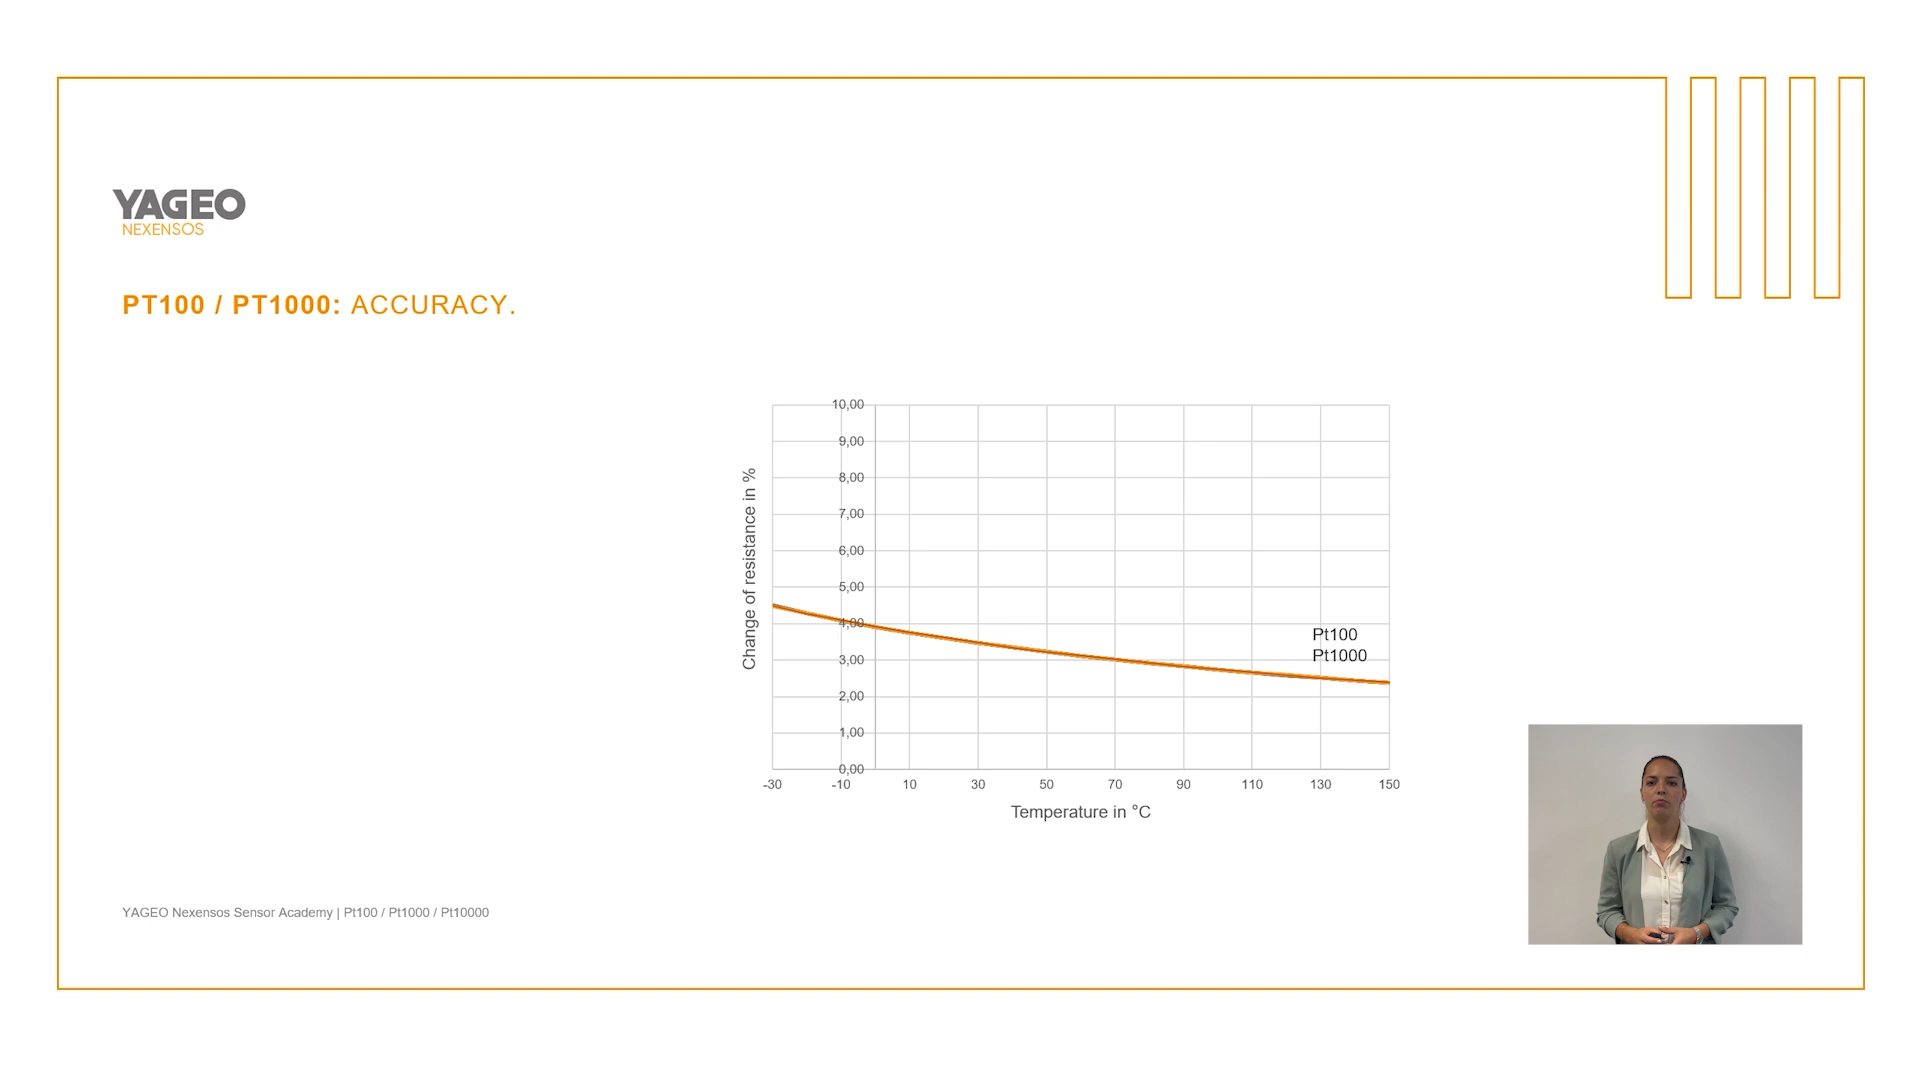 YAGEO
NEXENSOS
PT100 / PT1000: ACCURACY.
Change of resistance in %
10,00
9,00
8,00
7,00
6,00
5,00
4,00
3,00
2,00
1,00
0,00
Pt100
Pt1000
-30 -10 10 30 50 70 90 110 130 150
Temperature in °C
YAGEO Nexensos Sensor Academy | Pt100 / Pt1000 / Pt10000